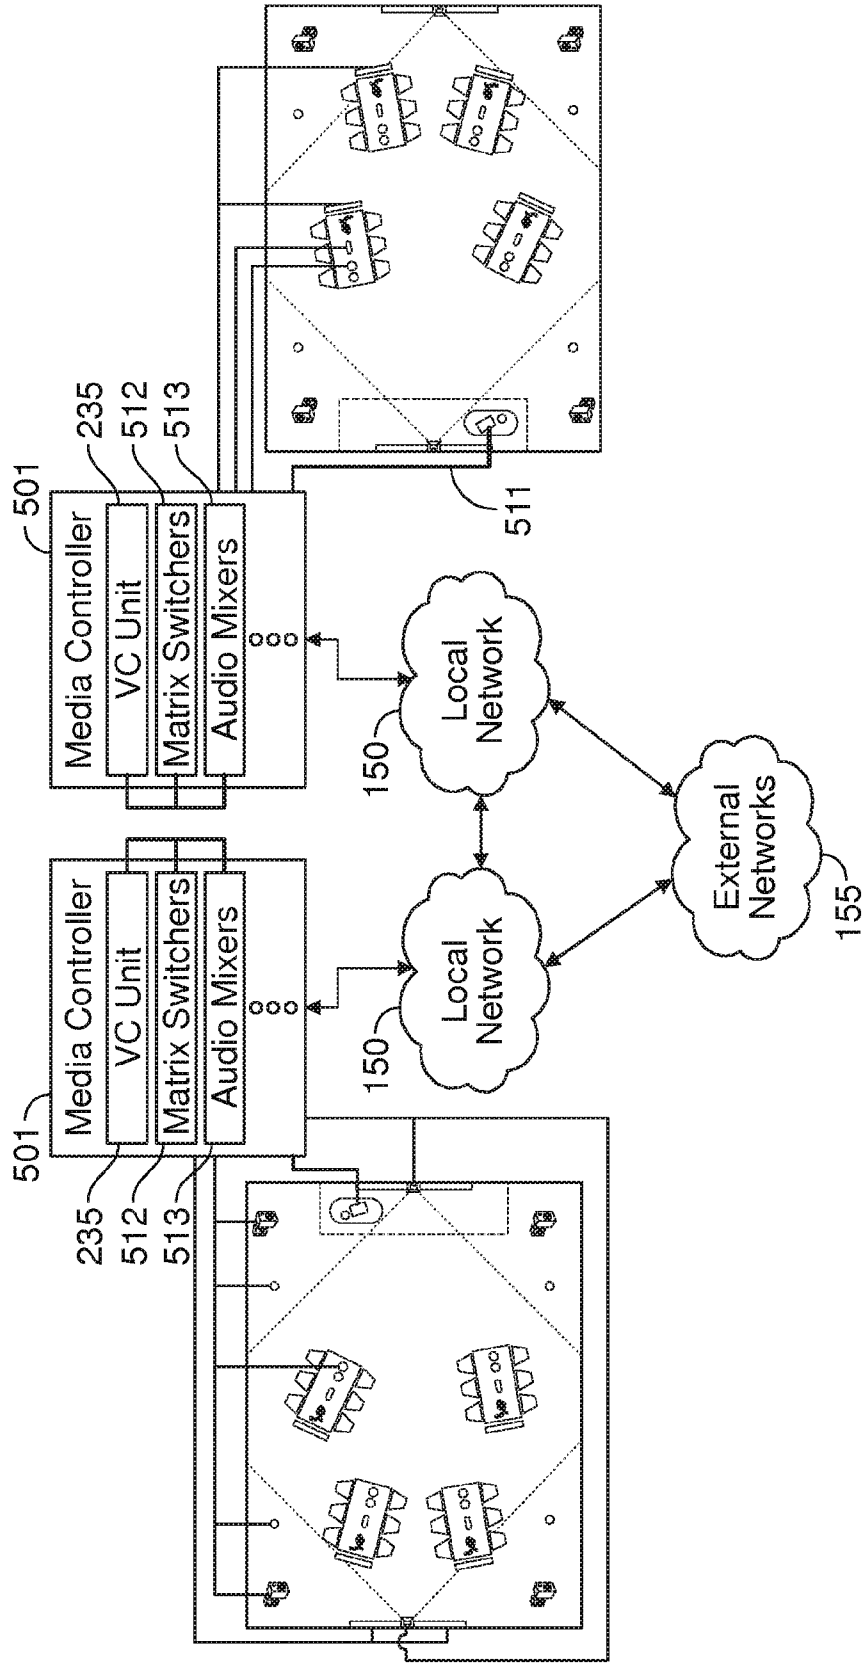 501
Media Controller
VC Unit
Matrix Switchers
Audio Mixers
235
512
513
501
Media Controller
VC Unit
Matrix Switchers
Audio Mixers
235
512
513
511
150
Local
Network
150
Local
Network
External
Networks
155